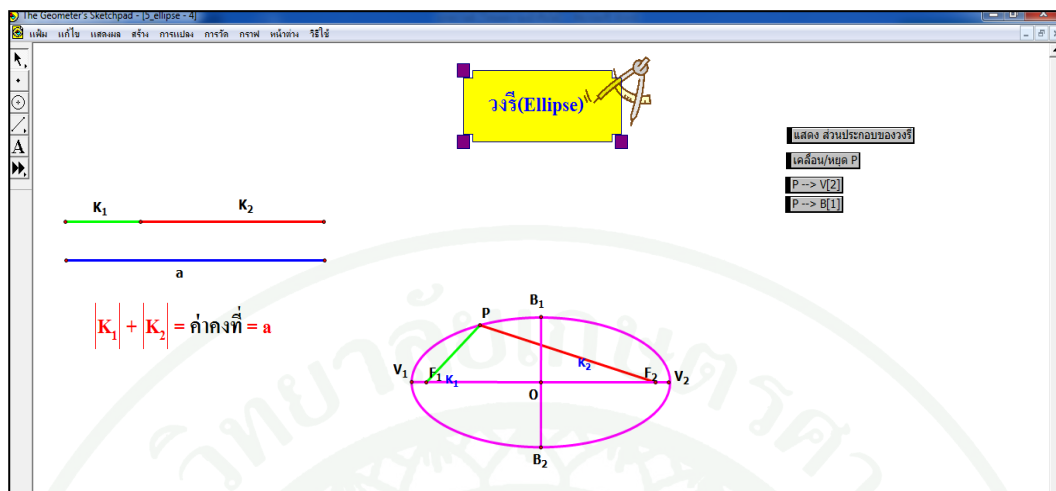 The Geometer's Sketchpad - [5_ellipse - 4]
แฟ้ม แก้ไข แสดงผล สร้าง การแปลง การวัด กราฟ หน้าต่าง วิธีใช้
วงรี(Ellipse)
แสดง ส่วนประกอบของวงรี
เคลื่อน/หยุด P
P --> V[2]
P --> B[1]
K₁ K₂
a
|K₁| + |K₂| = ค่าคงที่ = a
B₁
P
K₂
V₁ F₁ K₁ F₂ V₂
O
B₂
A